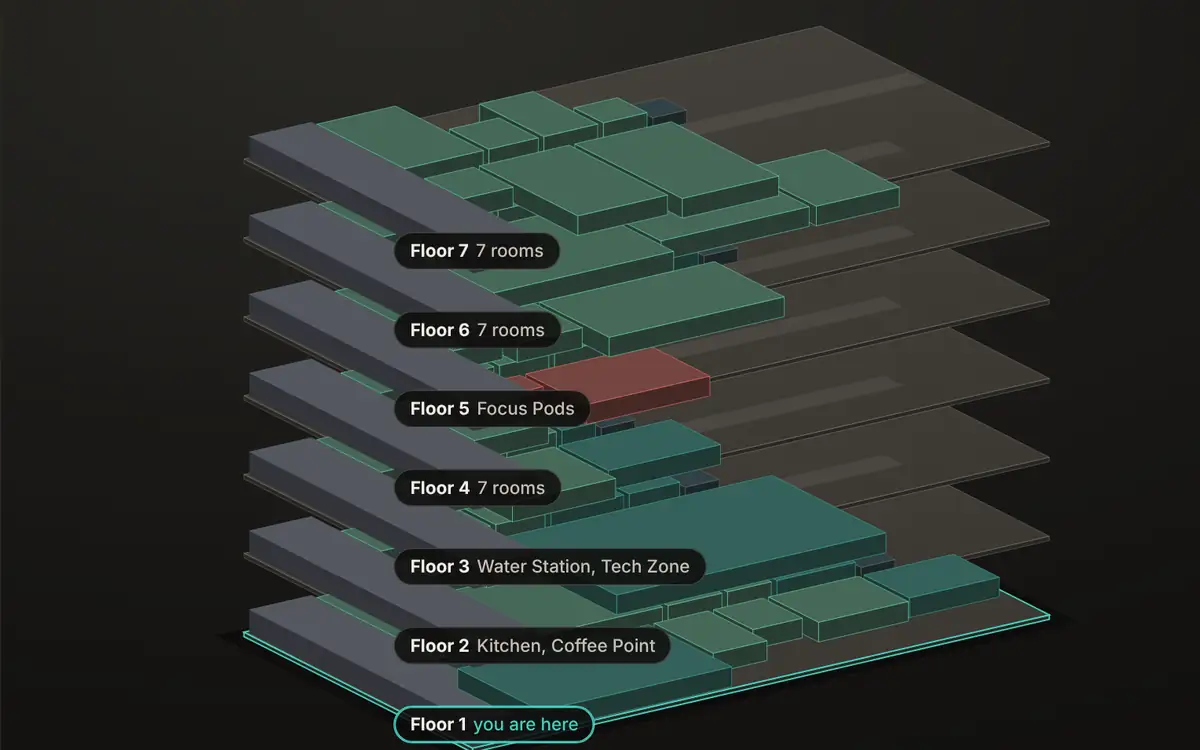 Floor 7 7 rooms
Floor 6 7 rooms
Floor 5 Focus Pods
Floor 4 7 rooms
Floor 3 Water Station, Tech Zone
Floor 2 Kitchen, Coffee Point
Floor 1 you are here